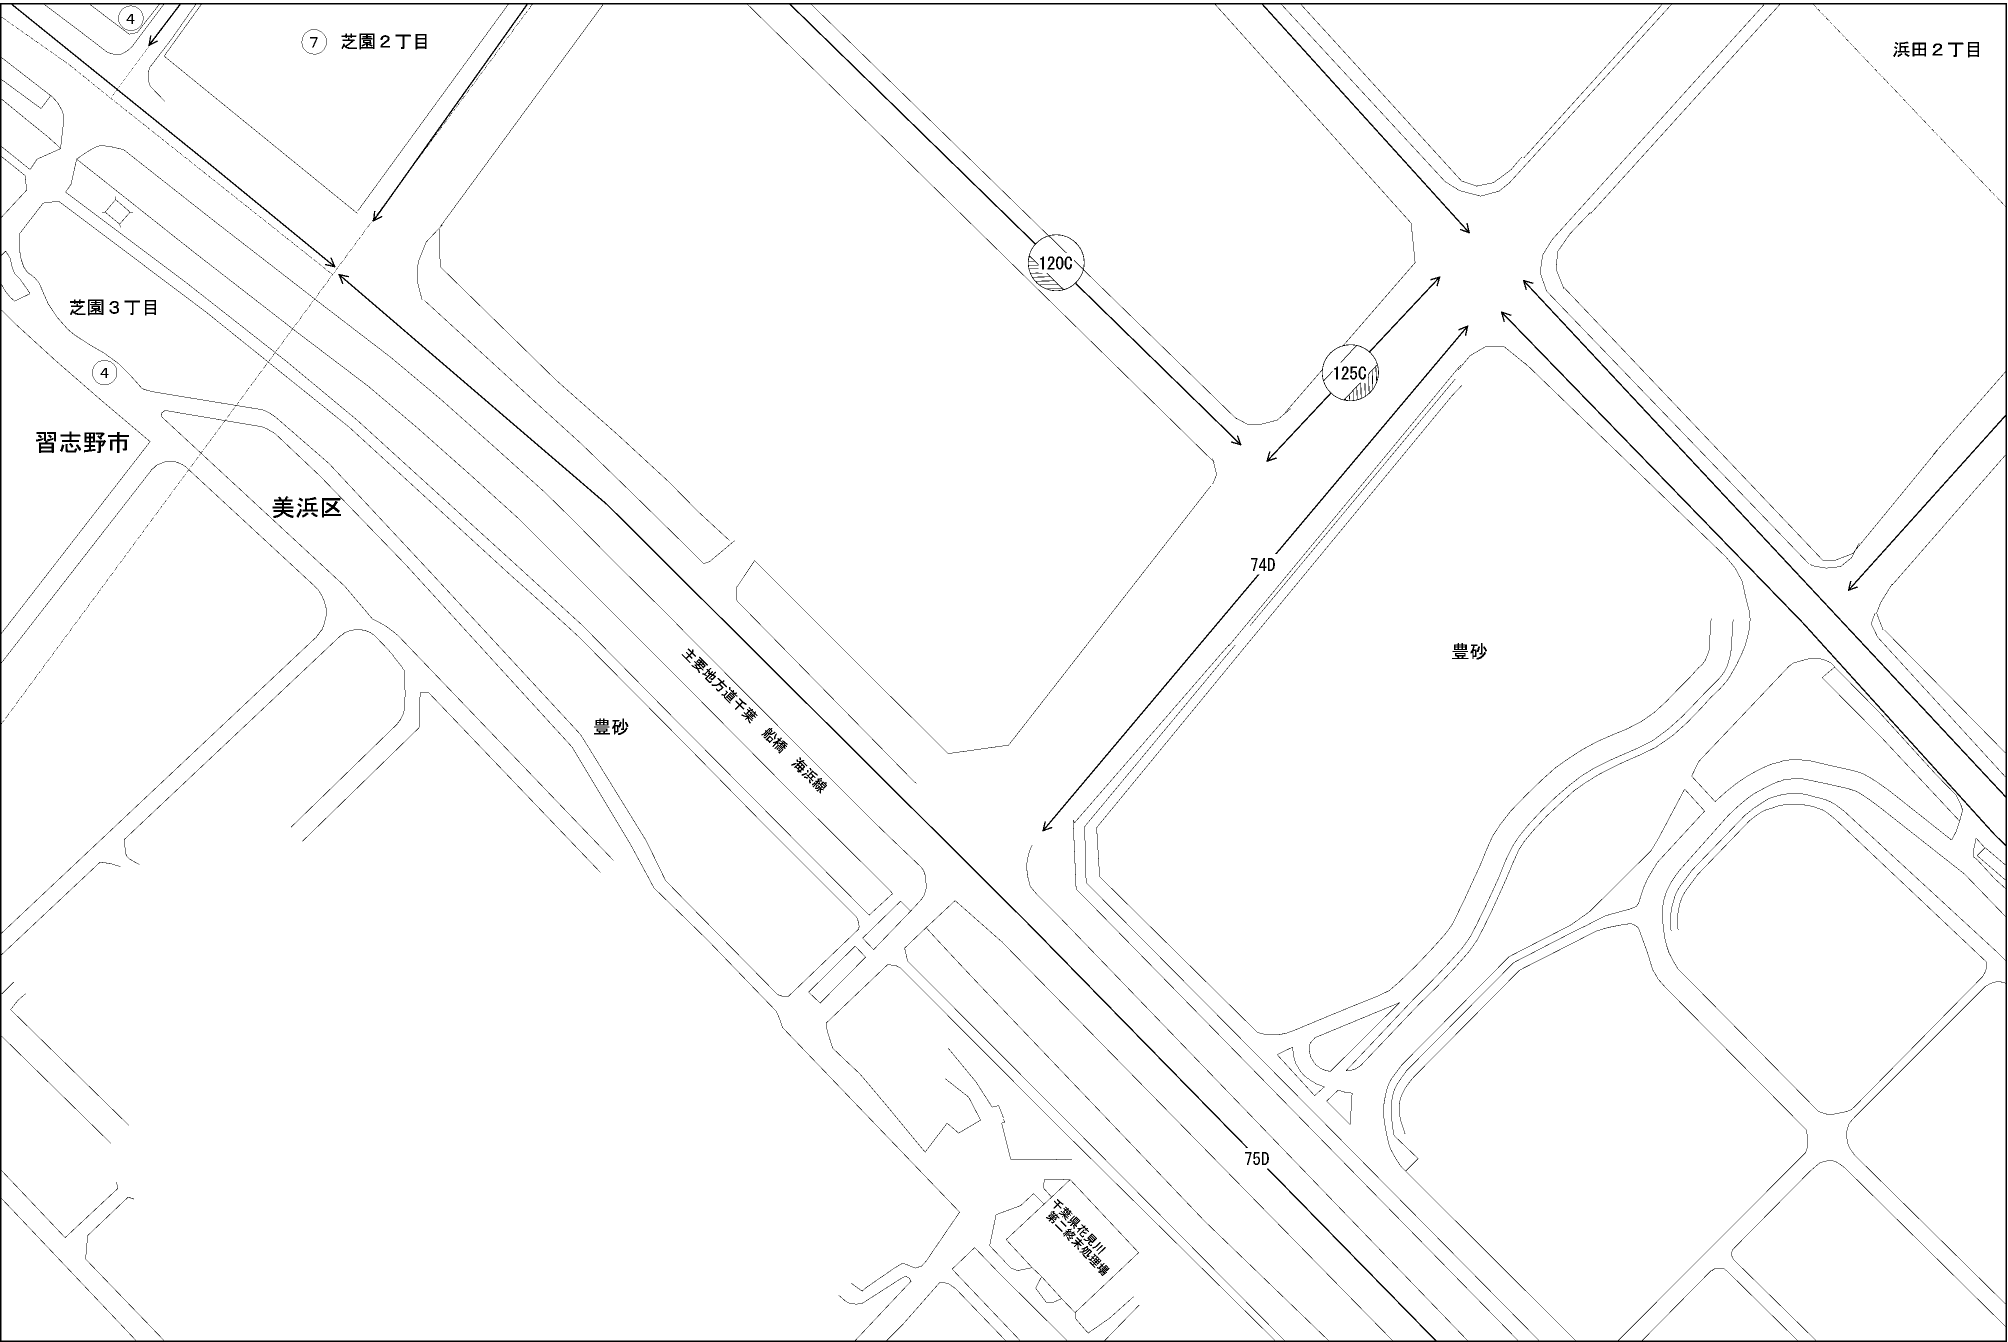 ④
⑦ 芝園2丁目
浜田2丁目
120C
芝園3丁目
④
125C
習志野市
美浜区
74D
豊砂
豊砂
主要地方道千葉 船橋 海浜線
75D
千葉県花見川
第二終末処理場